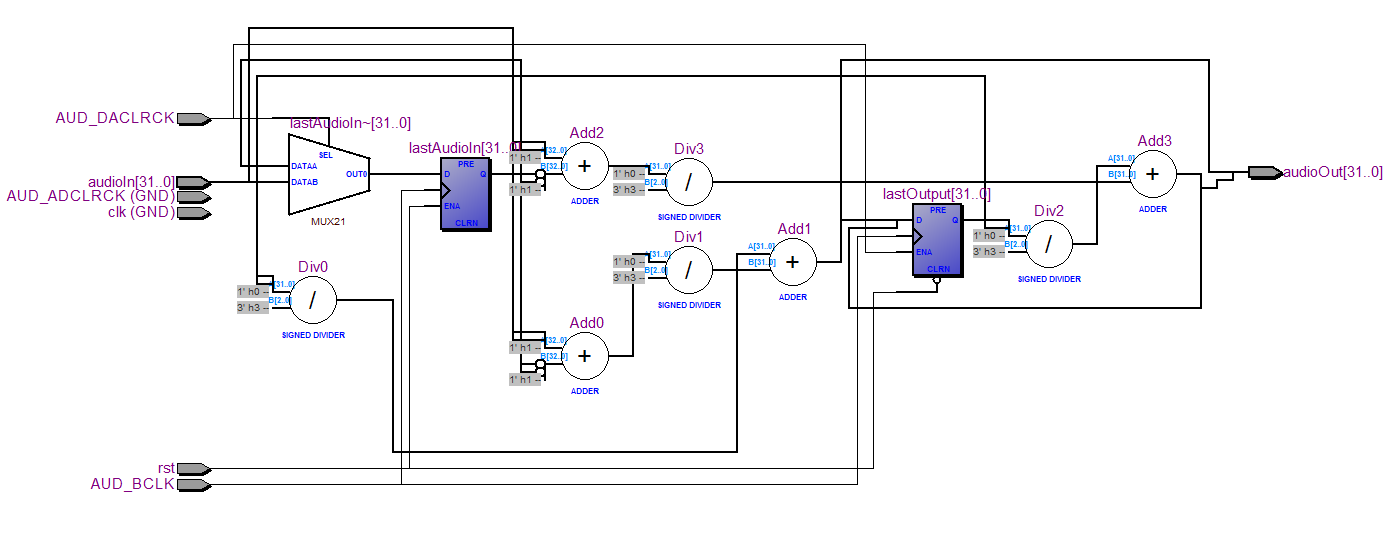 AUD_DACLRCK
audioIn[31..0]
AUD_ADCLRCK (GND)
clk (GND)
rst
AUD_BCLK
lastAudioIn~[31..0]
SEL
DATAA
DATAB
OUT0
MUX21
lastAudioIn[31..0]
PRE
D
Q
ENA
CLRN
Div0
1' h0 --
3' h3 --
A[31..0]
B[2..0]
/
SIGNED DIVIDER
Add2
1' h1 --
1' h1 --
A[32..0]
B[32..0]
+
ADDER
Div3
1' h0 --
3' h3 --
A[31..0]
B[2..0]
/
SIGNED DIVIDER
Div1
1' h0 --
3' h3 --
A[31..0]
B[2..0]
/
SIGNED DIVIDER
Add0
1' h1 --
1' h1 --
A[32..0]
B[32..0]
+
ADDER
Add1
A[31..0]
B[31..0]
+
ADDER
lastOutput[31..0]
PRE
D
Q
ENA
CLRN
Div2
1' h0 --
3' h3 --
A[31..0]
B[2..0]
/
SIGNED DIVIDER
Add3
A[31..0]
B[31..0]
+
ADDER
audioOut[31..0]